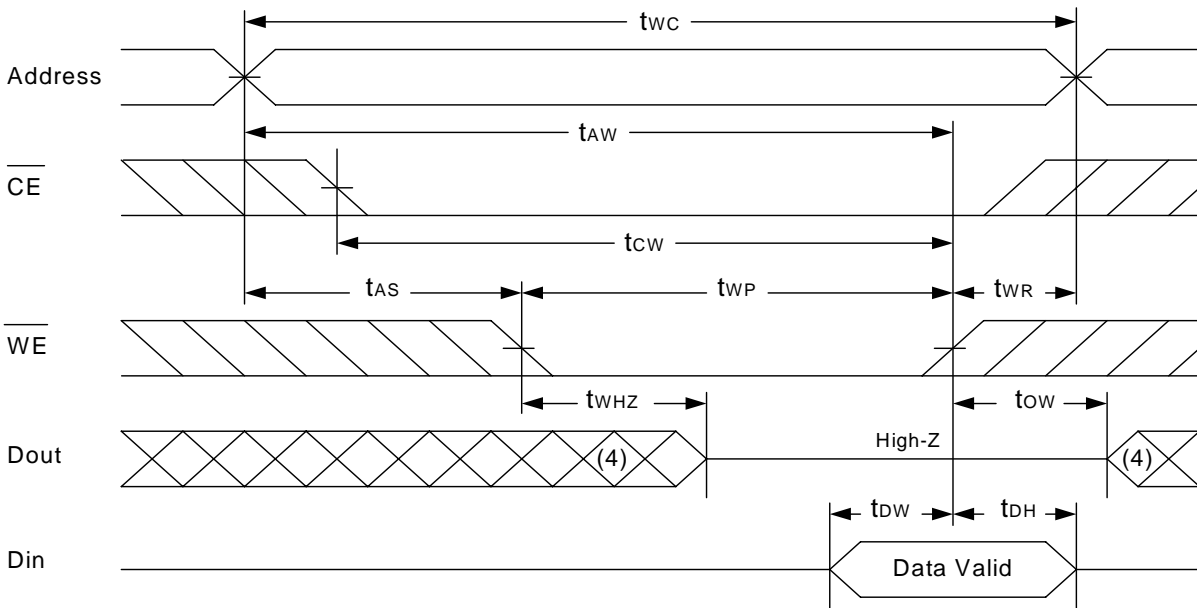 tWC
Address
tAW
CE
tCW
tAS tWP tWR
WE
tWHZ tOW
High-Z
Dout (4) (4)
tDW tDH
Din Data Valid